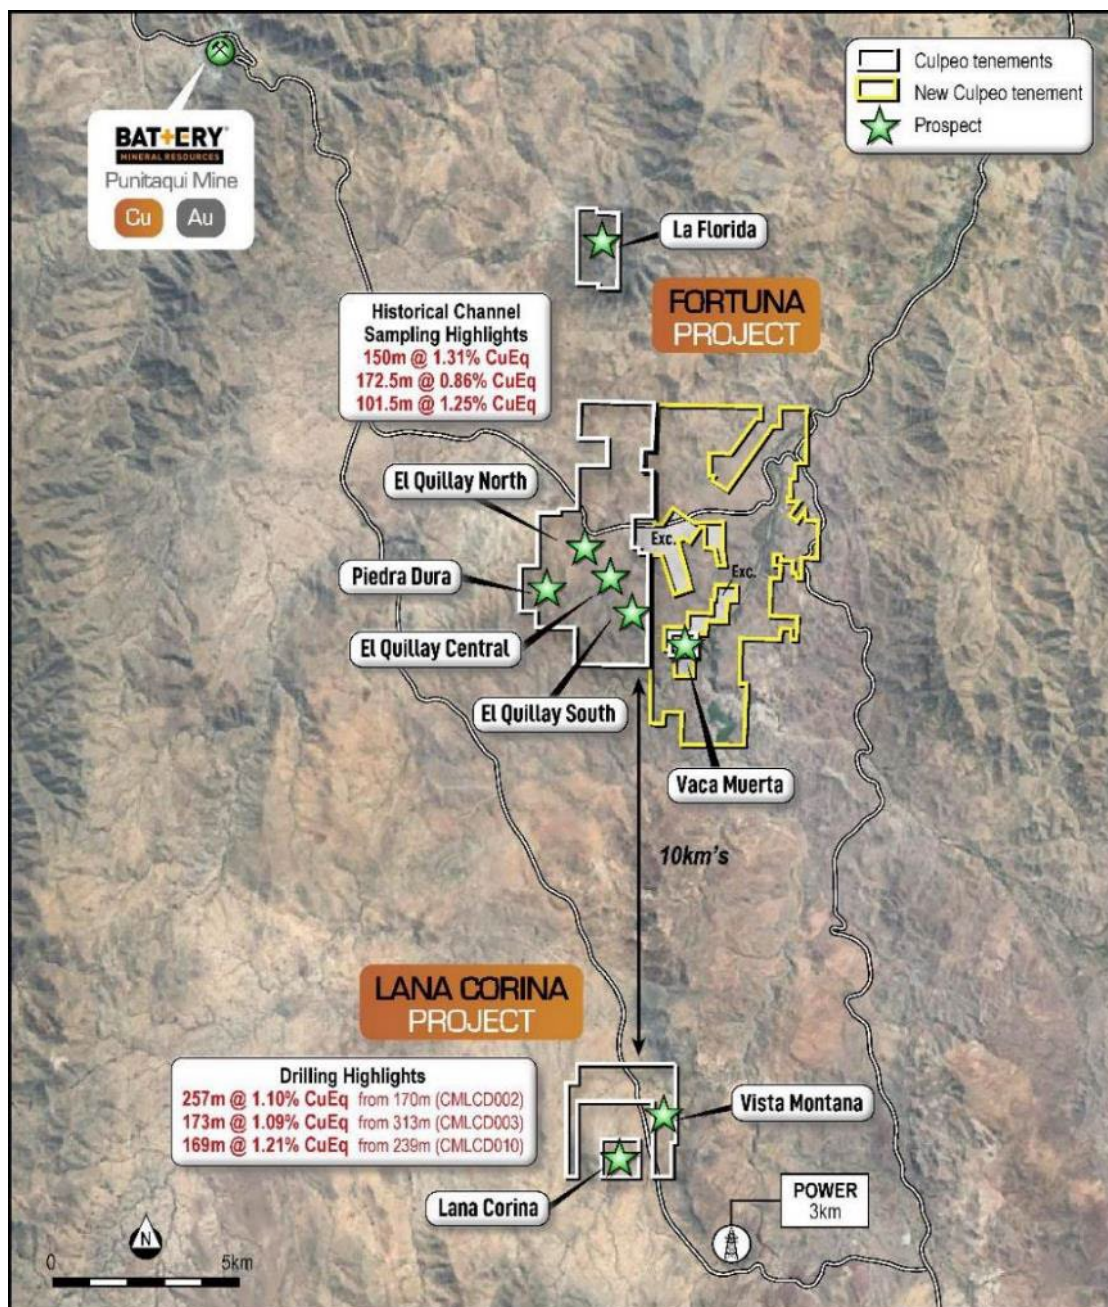 Culpeo tenements
New Culpeo tenement
Prospect
BATTERY
MINERAL RESOURCES
Punitaqui Mine
Cu
Au
La Florida
FORTUNA
PROJECT
Historical Channel
Sampling Highlights
150m @ 1.31% CuEq
172.5m @ 0.86% CuEq
101.5m @ 1.25% CuEq
El Quillay North
Exc.
Piedra Dura
Exc.
El Quillay Central
El Quillay South
Vaca Muerta
10km's
LANA CORINA
PROJECT
Drilling Highlights
257m @ 1.10% CuEq from 170m (CMLCD002)
173m @ 1.09% CuEq from 313m (CMLCD003)
169m @ 1.21% CuEq from 239m (CMLCD010)
Vista Montana
Lana Corina
POWER
3km
N
0 5km